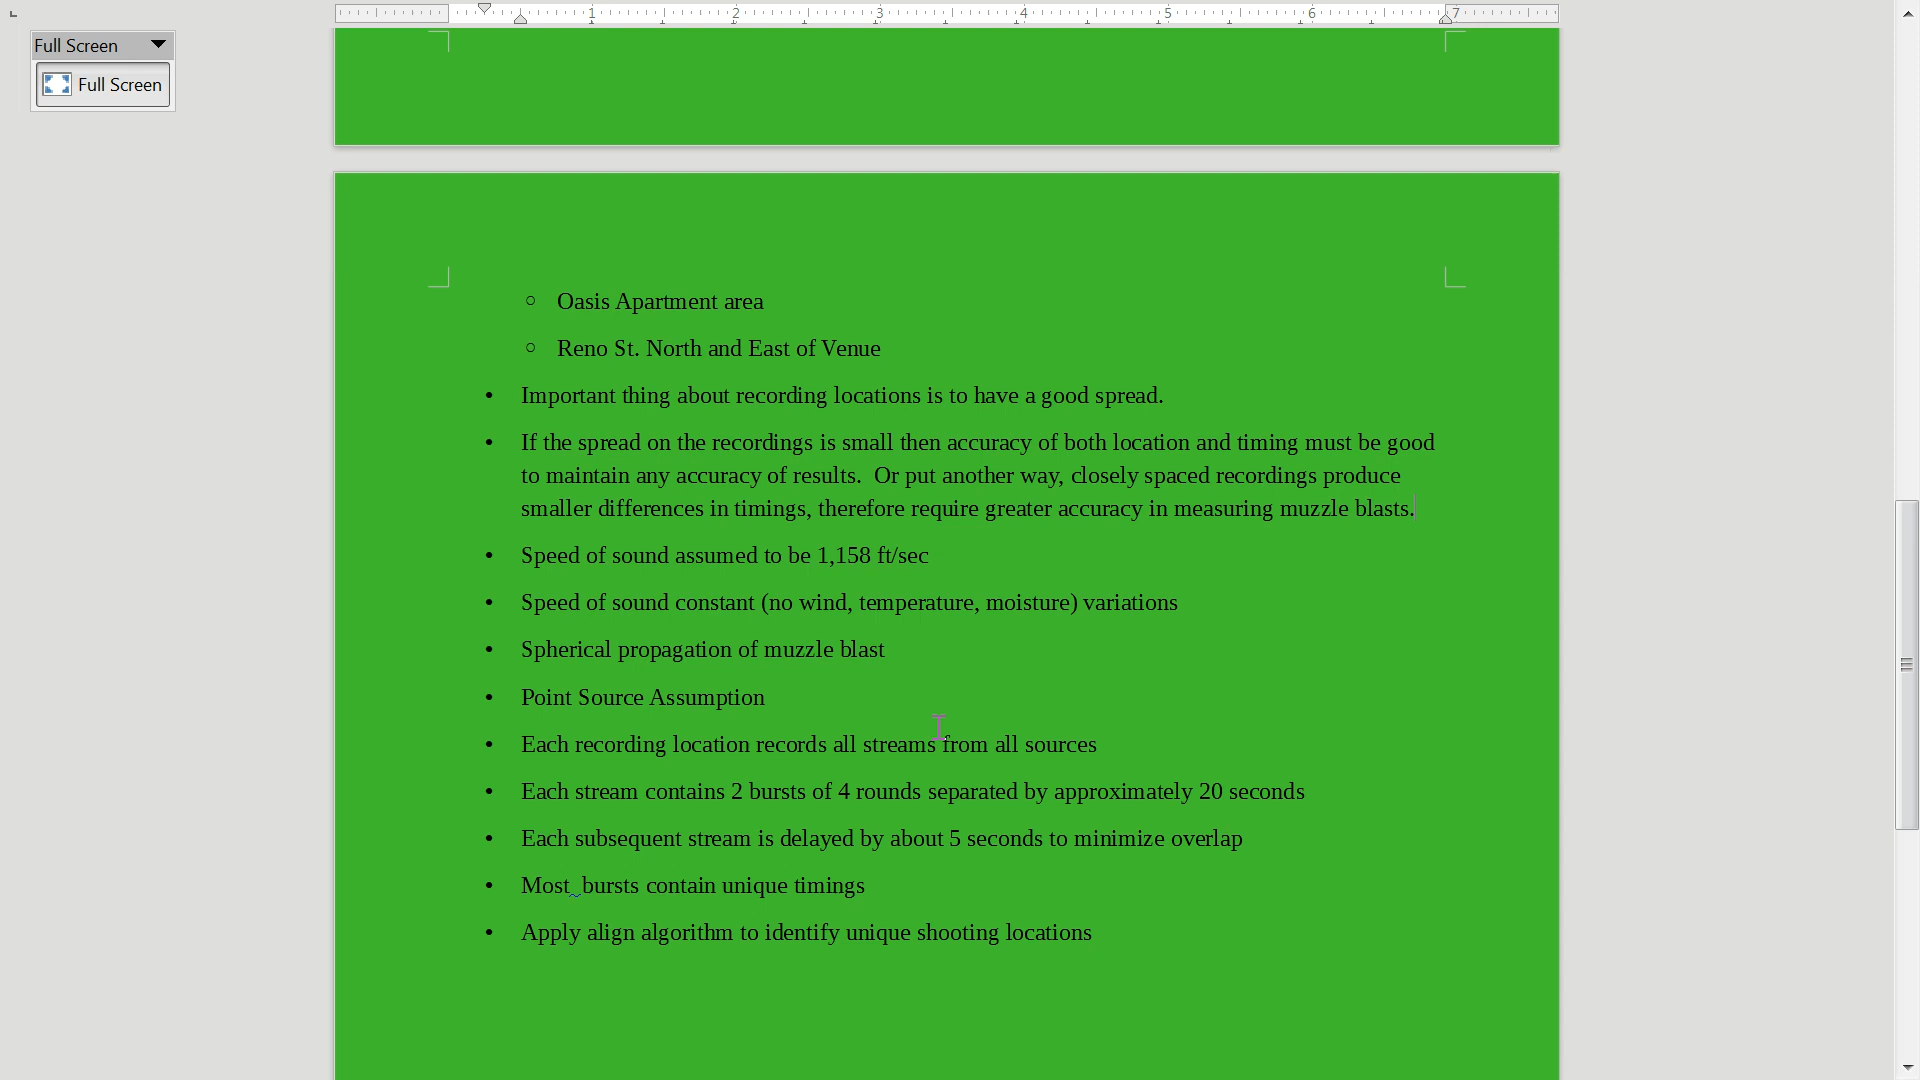 1 2 3 4 5 6 7
Full Screen
Full Screen
◦ Oasis Apartment area
◦ Reno St. North and East of Venue
• Important thing about recording locations is to have a good spread.
• If the spread on the recordings is small then accuracy of both location and timing must be good
to maintain any accuracy of results.  Or put another way, closely spaced recordings produce
smaller differences in timings, therefore require greater accuracy in measuring muzzle blasts.
• Speed of sound assumed to be 1,158 ft/sec
• Speed of sound constant (no wind, temperature, moisture) variations
• Spherical propagation of muzzle blast
• Point Source Assumption
• Each recording location records all streams from all sources
• Each stream contains 2 bursts of 4 rounds separated by approximately 20 seconds
• Each subsequent stream is delayed by about 5 seconds to minimize overlap
• Most  bursts contain unique timings
• Apply align algorithm to identify unique shooting locations